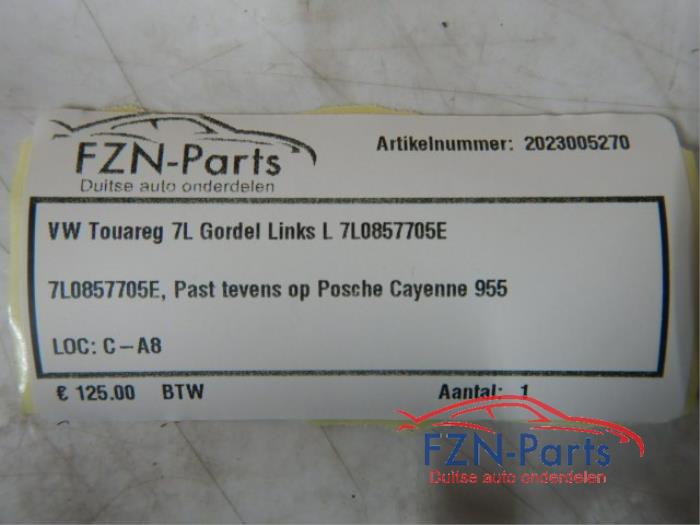 FZN-Parts
Duitse auto onderdelen
Artikelnummer: 2023005270
VW Touareg 7L Gordel Links L 7L0857705E
7L0857705E, Past tevens op Posche Cayenne 955
LOC: C-A8
€ 125.00 BTW
Aantal: 1
FZN-Parts
Duitse auto onderdelen